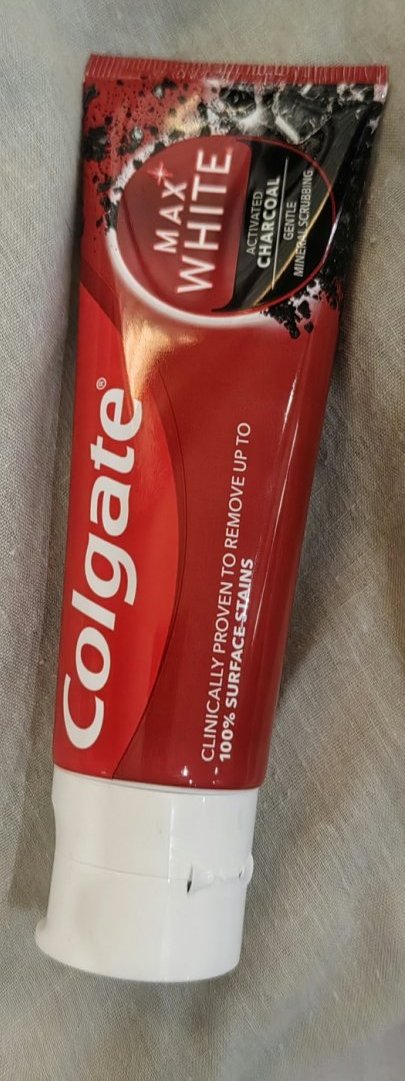 Colgate®
MAX
WHITE
ACTIVATED
CHARCOAL
GENTLE
MINERAL SCRUBBING
CLINICALLY PROVEN TO REMOVE UP TO
100% SURFACE STAINS